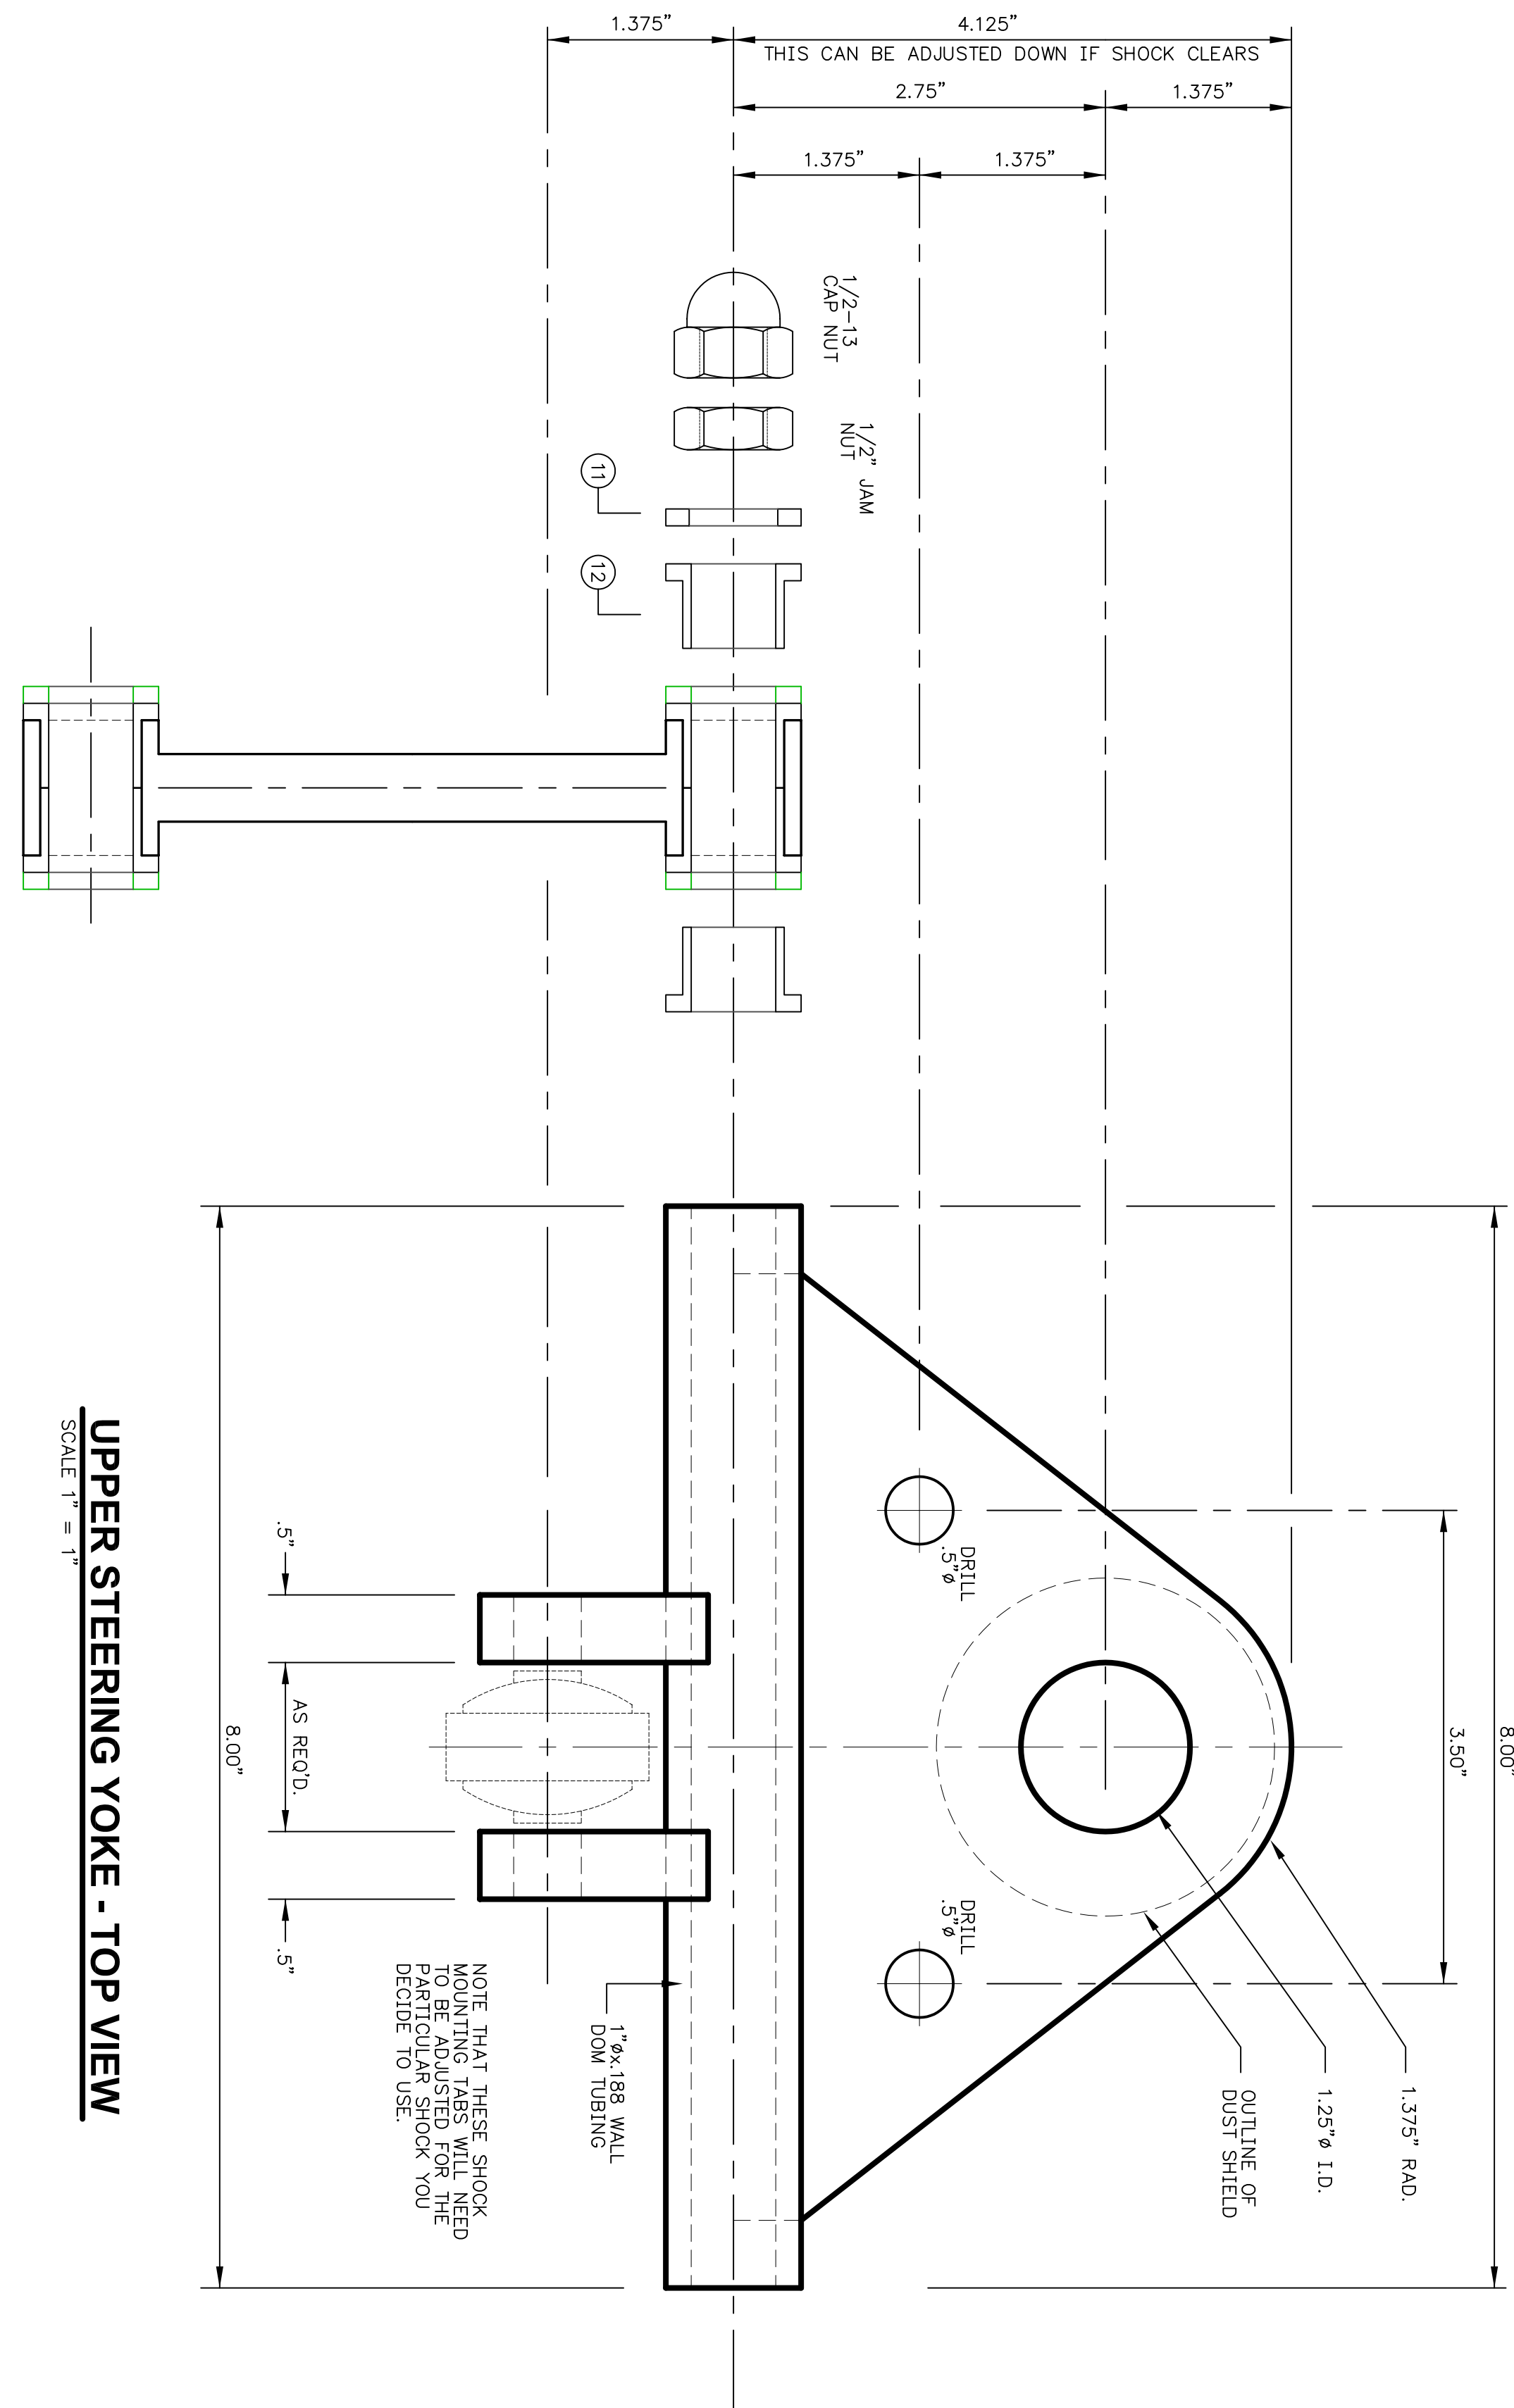 1.375"
4.125"
THIS CAN BE ADJUSTED DOWN IF SHOCK CLEARS
2.75"
1.375"
1.375"
1.375"
1/2-13
CAP NUT
1/2" JAM
NUT
11
12
8.00"
3.50"
1.375" RAD.
1.25"ø I.D.
OUTLINE OF
DUST SHIELD
DRILL
.5"ø
DRILL
.5"ø
1"øx.188 WALL
DOM TUBING
NOTE THAT THESE SHOCK
MOUNTING TABS WILL NEED
TO BE ADJUSTED FOR THE
PARTICULAR SHOCK YOU
DECIDE TO USE.
.5"
AS REQ'D.
.5"
8.00"
UPPER STEERING YOKE - TOP VIEW
SCALE 1" = 1"